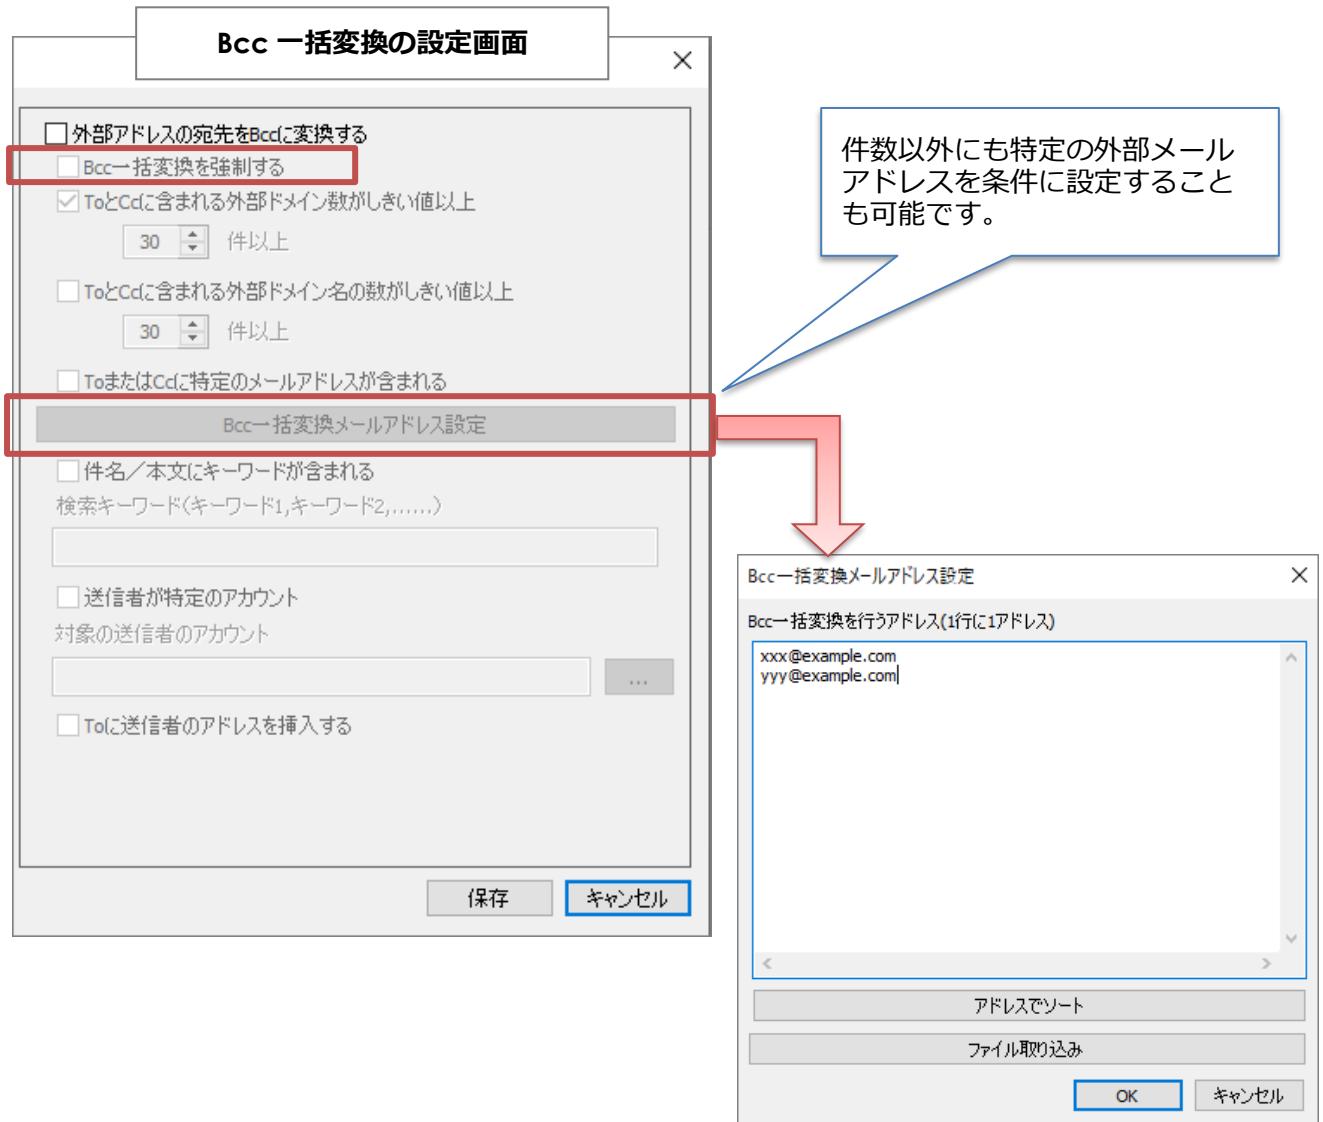 Bcc 一括変換の設定画面
外部アドレスの宛先をBccに変換する
Bcc一括変換を強制する
ToとCcに含まれる外部ドメイン数がしきい値以上
30 件以上
ToとCcに含まれる外部ドメイン名の数がしきい値以上
30 件以上
ToまたはCcに特定のメールアドレスが含まれる
Bcc一括変換メールアドレス設定
件名／本文にキーワードが含まれる
検索キーワード(キーワード1,キーワード2,......)
送信者が特定のアカウント
対象の送信者のアカウント
...
Toに送信者のアドレスを挿入する
保存 キャンセル
件数以外にも特定の外部メール
アドレスを条件に設定すること
も可能です。
Bcc一括変換メールアドレス設定
Bcc一括変換を行うアドレス(1行に1アドレス)
xxx@example.com
yyy@example.com
アドレスでソート
ファイル取り込み
OK キャンセル